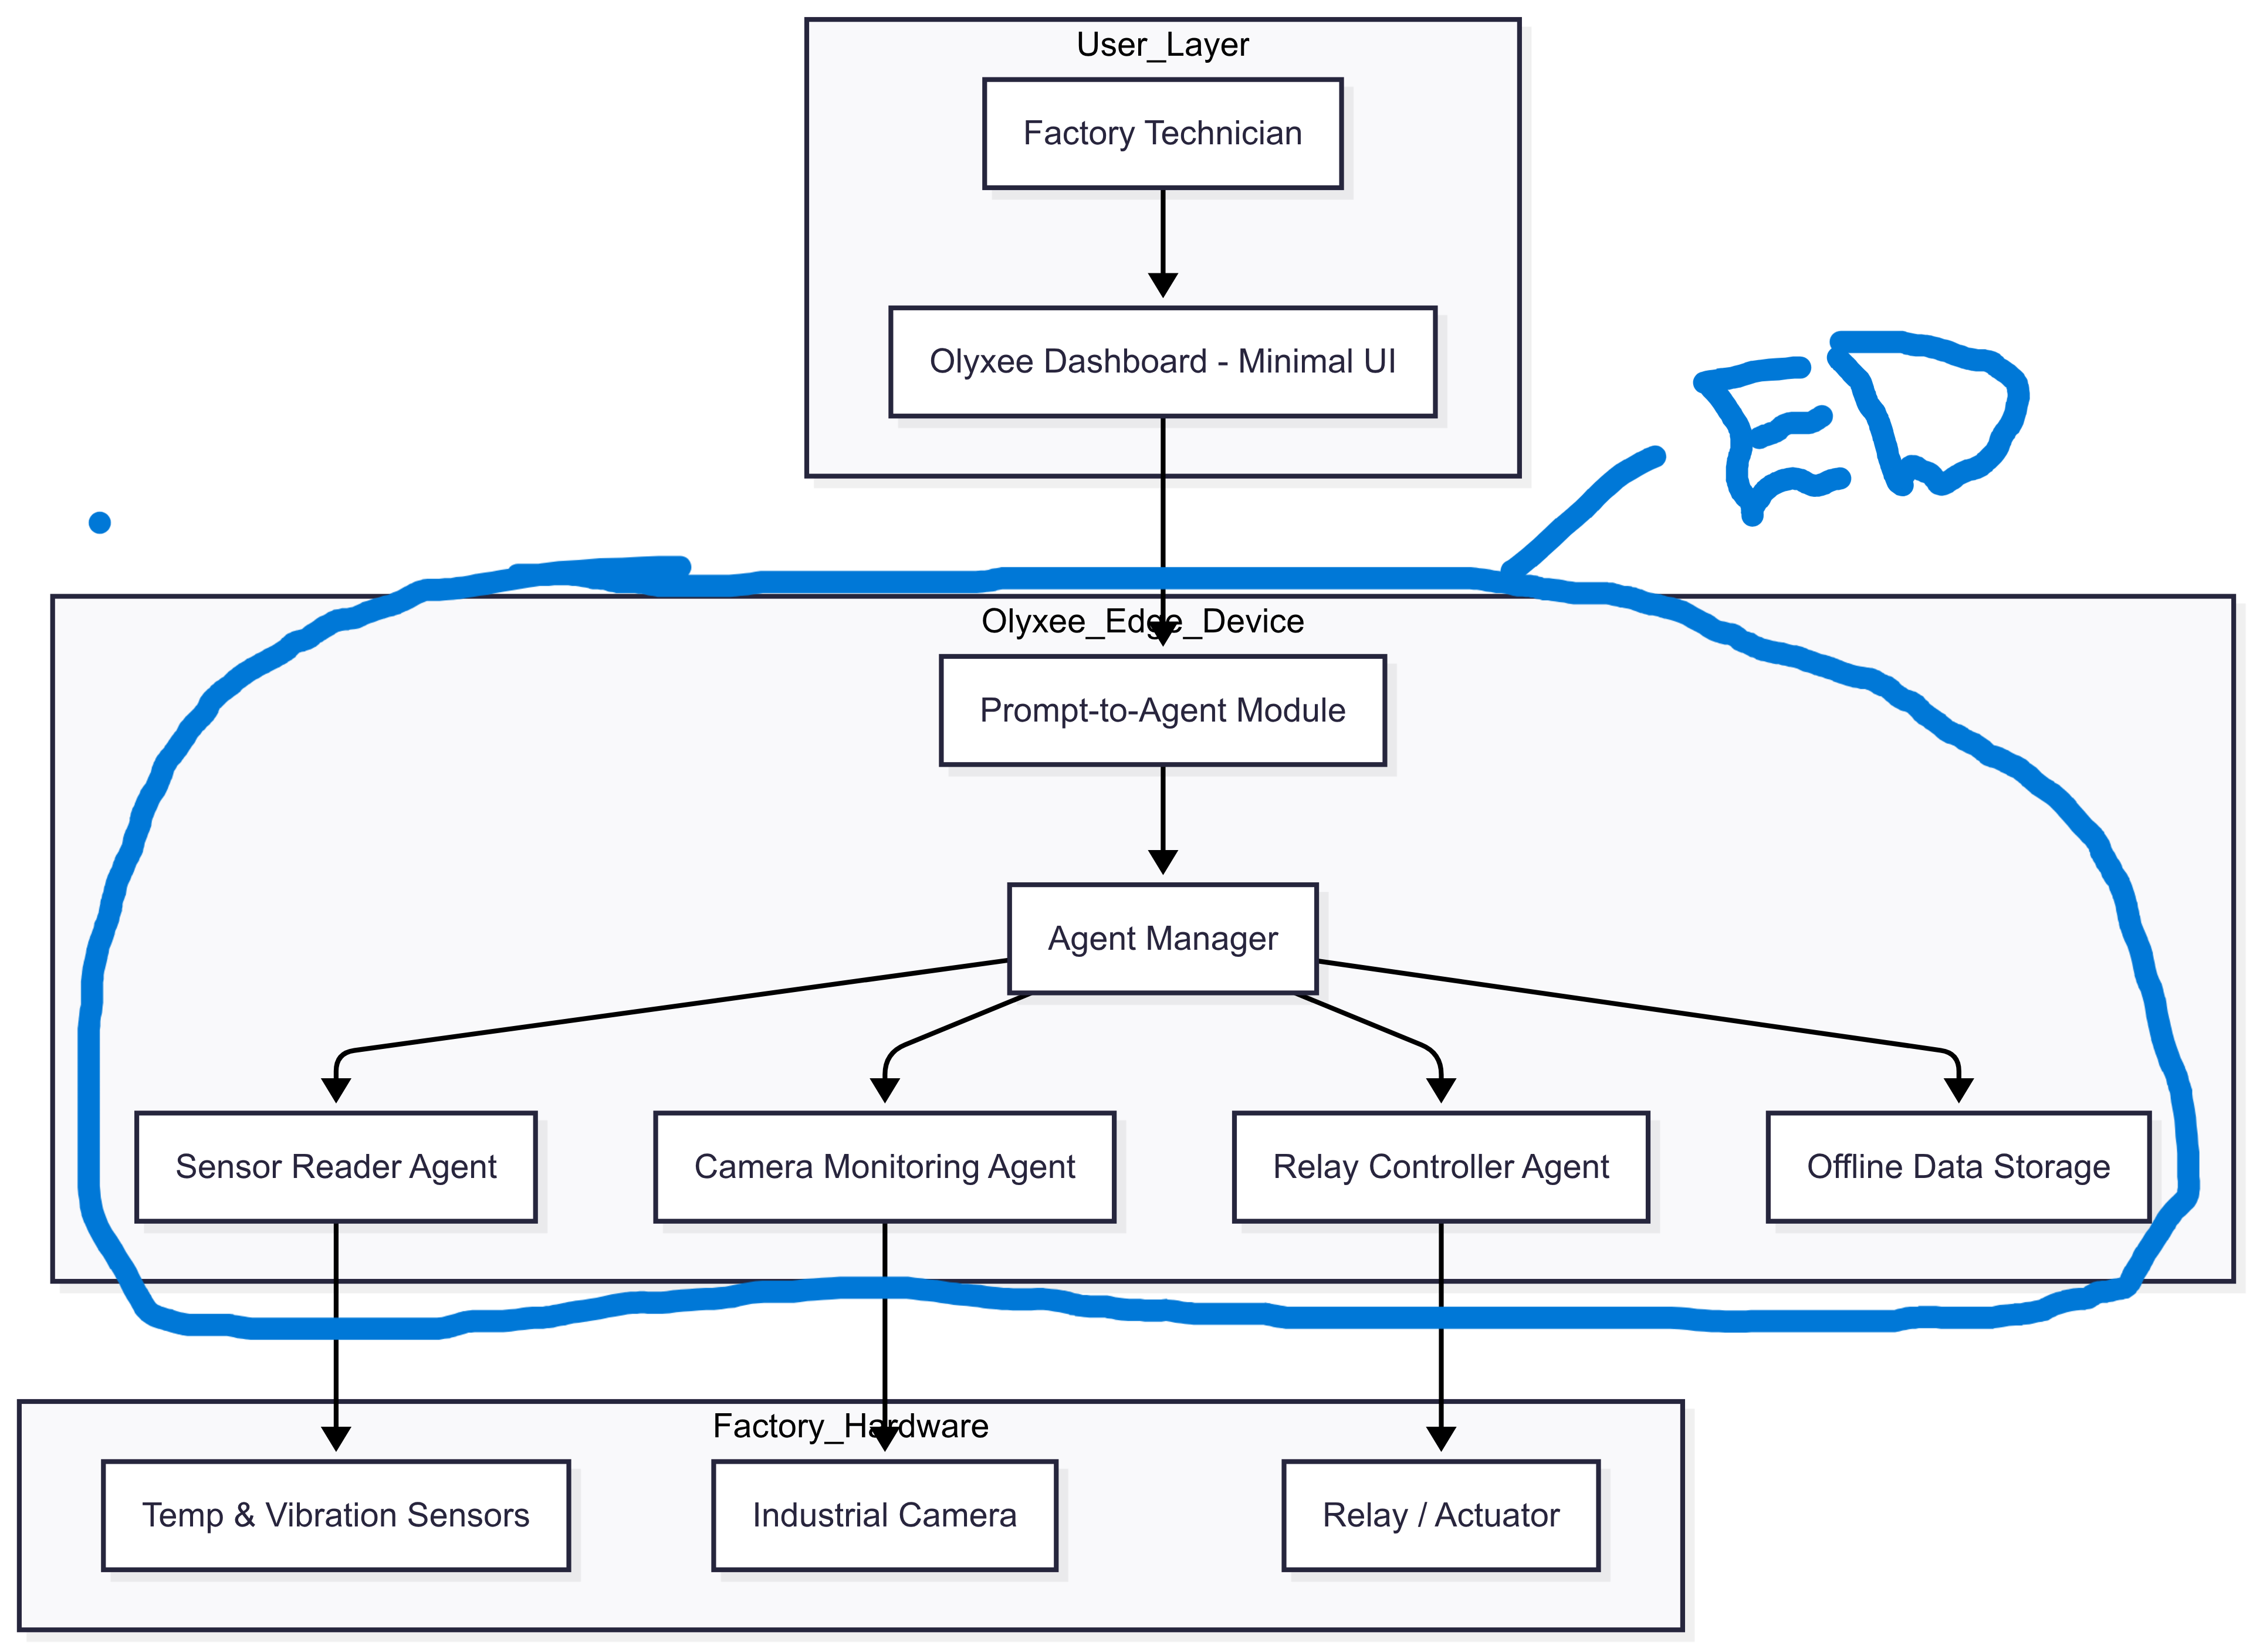 User_Layer
Factory Technician
Olyxee Dashboard - Minimal UI
ED
Olyxee_Edge_Device
Prompt-to-Agent Module
Agent Manager
Sensor Reader Agent
Camera Monitoring Agent
Relay Controller Agent
Offline Data Storage
Factory_Hardware
Temp & Vibration Sensors
Industrial Camera
Relay / Actuator